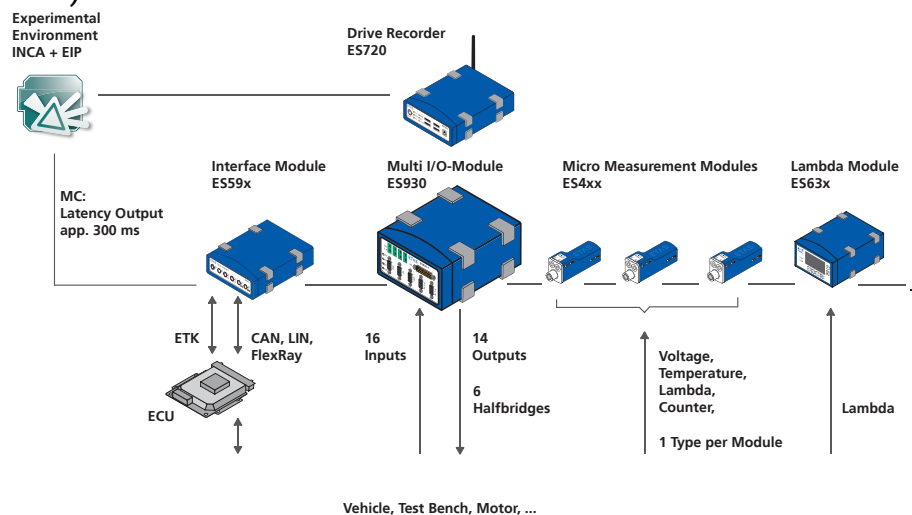 Experimental
Environment
INCA + EIP
Drive Recorder
ES720
Interface Module
ES59x
Multi I/O-Module
ES930
Micro Measurement Modules
ES4xx
Lambda Module
ES63x
MC:
Latency Output
app. 300 ms
ETK
CAN, LIN,
FlexRay
16
Inputs
14
Outputs
6
Halfbridges
Voltage,
Temperature,
Lambda,
Counter,
1 Type per Module
Lambda
ECU
Vehicle, Test Bench, Motor, ...